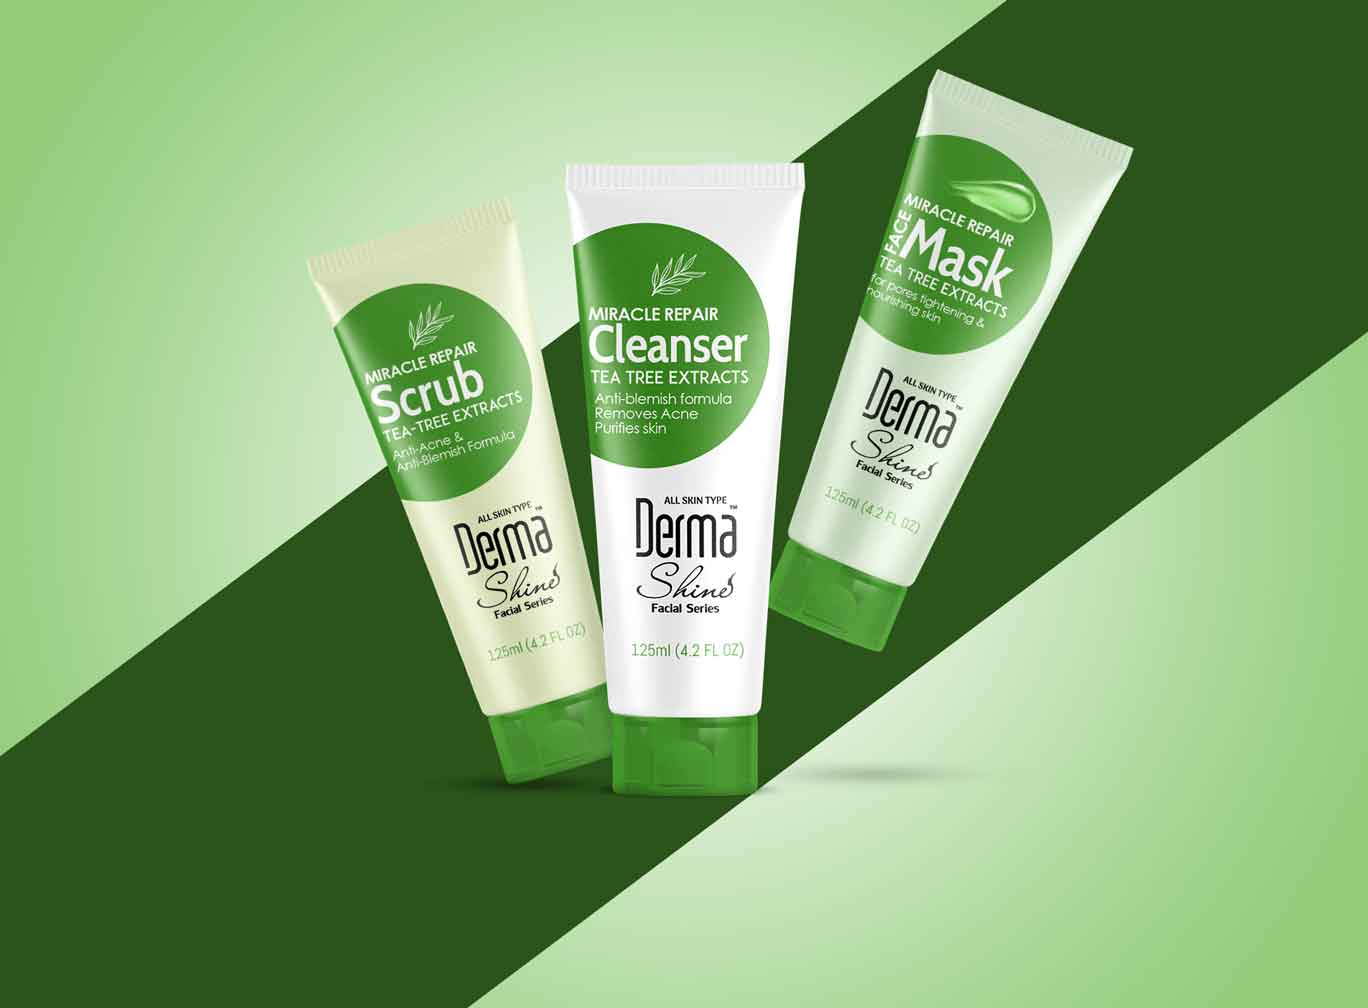 MIRACLE REPAIR
Scrub
TEA-TREE EXTRACTS
Anti-Acne &
Anti-Blemish Formula
ALL SKIN TYPE
Derma™
Shine
Facial Series
125ml (4.2 FL OZ)
MIRACLE REPAIR
Cleanser
TEA TREE EXTRACTS
Anti-blemish formula
Removes Acne
Purifies skin
ALL SKIN TYPE
Derma™
Shine
Facial Series
125ml (4.2 FL OZ)
MIRACLE REPAIR
FACE Mask
TEA TREE EXTRACTS
for pores tightening &
nourishing skin
ALL SKIN TYPE
Derma™
Shine
Facial Series
125ml (4.2 FL OZ)